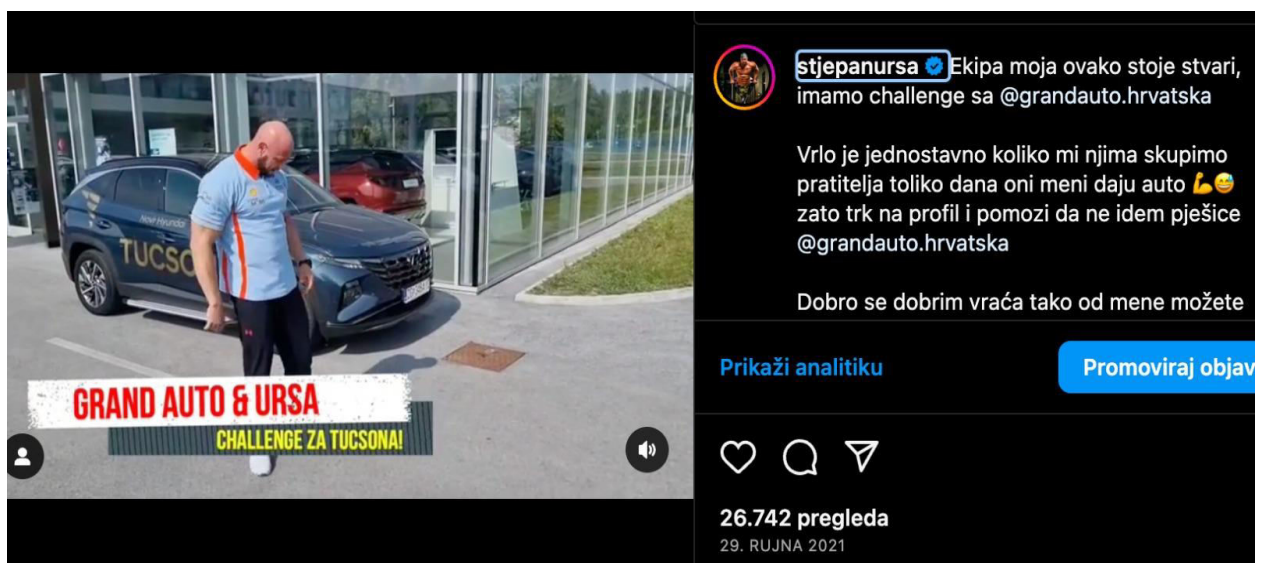 Novi Hyundai
TUCSO
GRAND AUTO & URSA
CHALLENGE ZA TUCSONA!
stjepanursa Ekipa moja ovako stoje stvari,
imamo challenge sa @grandauto.hrvatska
Vrlo je jednostavno koliko mi njima skupimo
pratitelja toliko dana oni meni daju auto 💪😅
zato trk na profil i pomozi da ne idem pješice
@grandauto.hrvatska
Dobro se dobrim vraća tako od mene možete
Prikaži analitiku
Promoviraj objav
26.742 pregleda
29. RUJNA 2021